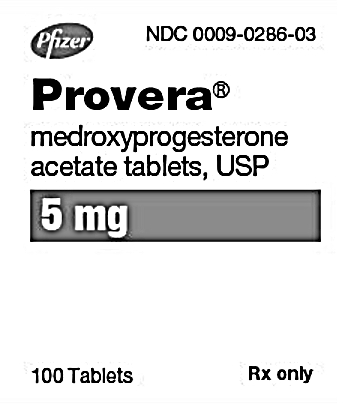 Pfizer
NDC 0009-0286-03
Provera®
medroxyprogesterone
acetate tablets, USP
5 mg
100 Tablets
Rx only